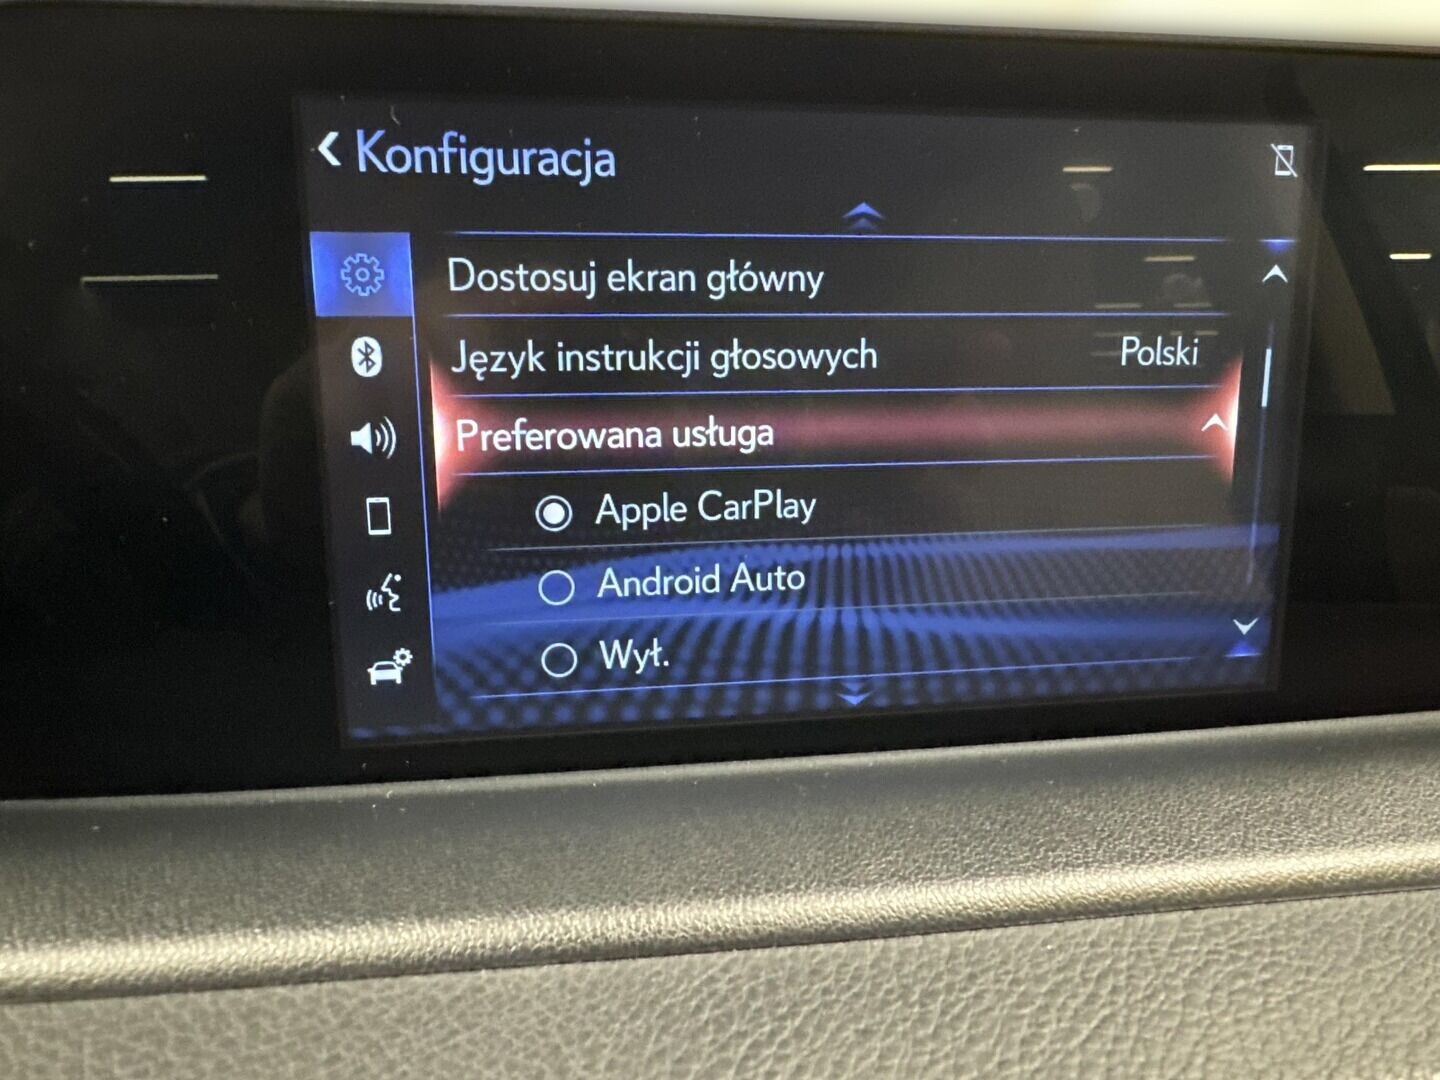 Konfiguracja
Dostosuj ekran główny
Język instrukcji głosowych Polski
Preferowana usługa
Apple CarPlay
Android Auto
Wył.